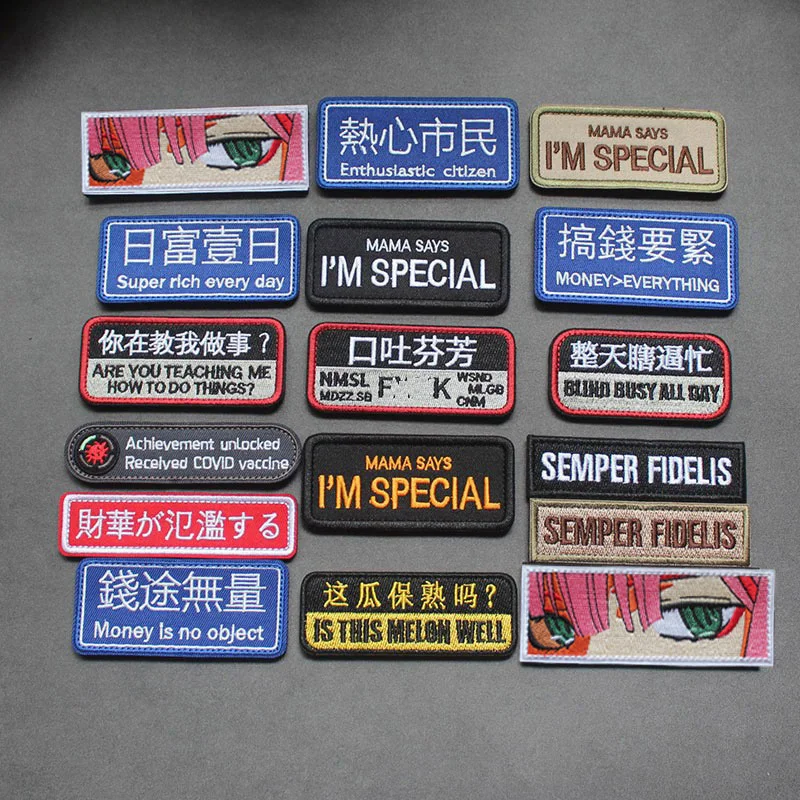 熱心市民
Enthusiastic citizen
MAMA SAYS
I'M SPECIAL
日富壹日
Super rich every day
MAMA SAYS
I'M SPECIAL
搞錢要緊
MONEY>EVERYTHING
你在教我做事？
ARE YOU TEACHING ME
HOW TO DO THINGS?
口吐芬芳
NMSL
MDZZ.SB
F K
WSND
MLGB
CNM
整天瞎逼忙
BLIND BUSY ALL DAY
Achievement unlocked
Received COVID vaccine
MAMA SAYS
I'M SPECIAL
SEMPER FIDELIS
財華が氾濫する
SEMPER FIDELIS
錢途無量
Money is no object
这瓜保熟吗？
IS THIS MELON WELL